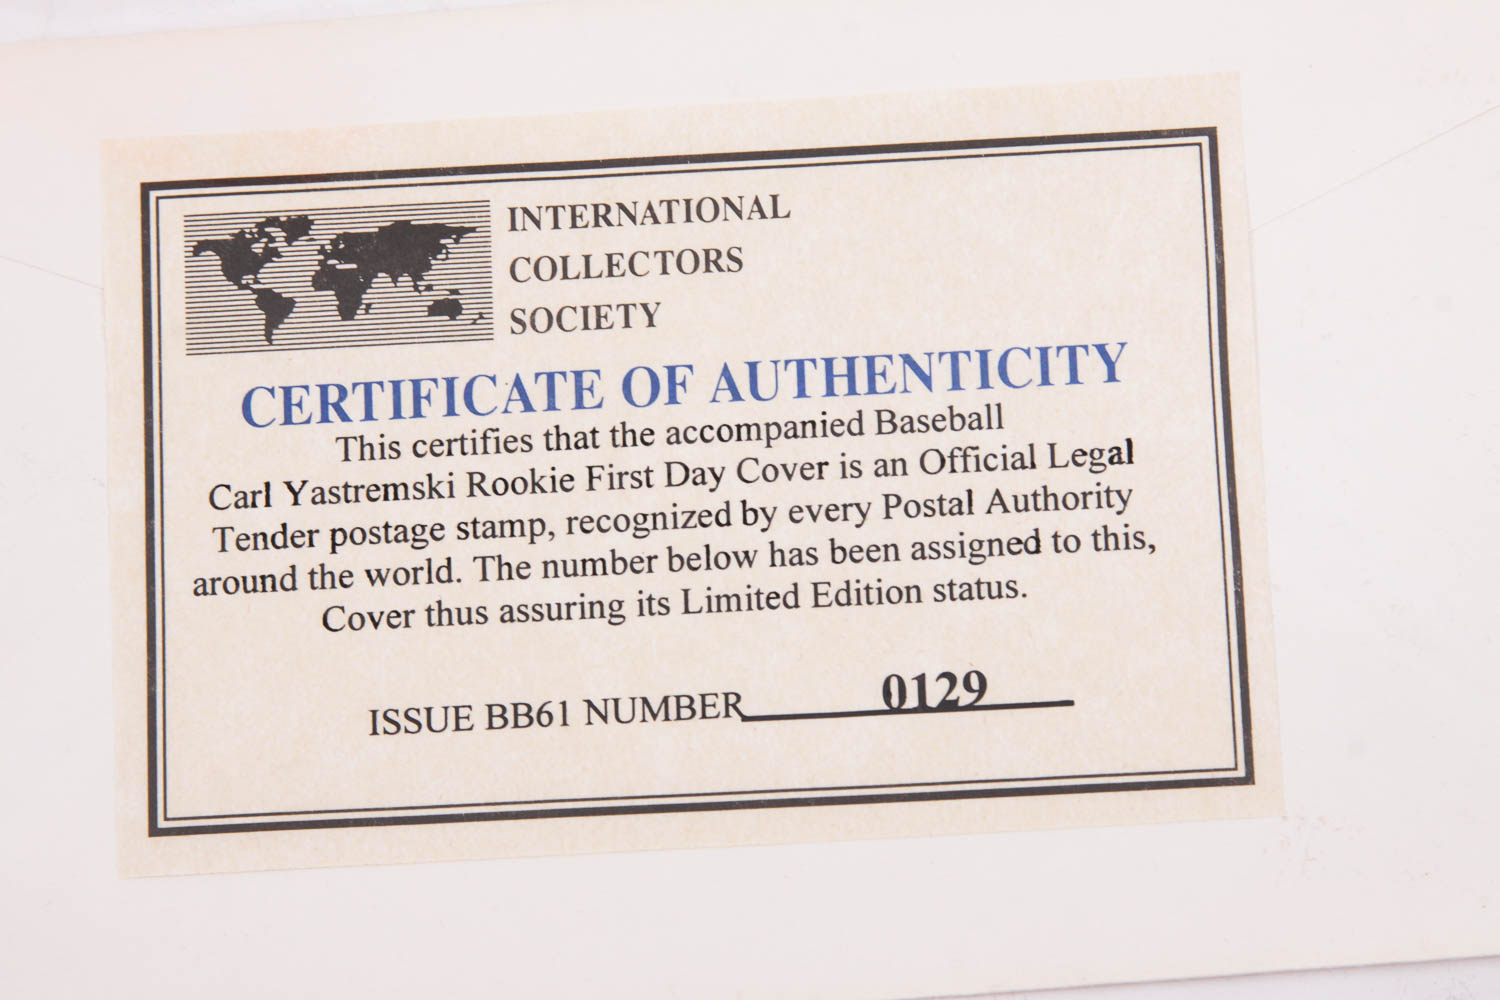 INTERNATIONAL
COLLECTORS
SOCIETY
CERTIFICATE OF AUTHENTICITY
This certifies that the accompanied Baseball
Carl Yastremski Rookie First Day Cover is an Official Legal
Tender postage stamp, recognized by every Postal Authority
around the world. The number below has been assigned to this,
Cover thus assuring its Limited Edition status.
ISSUE BB61 NUMBER 0129